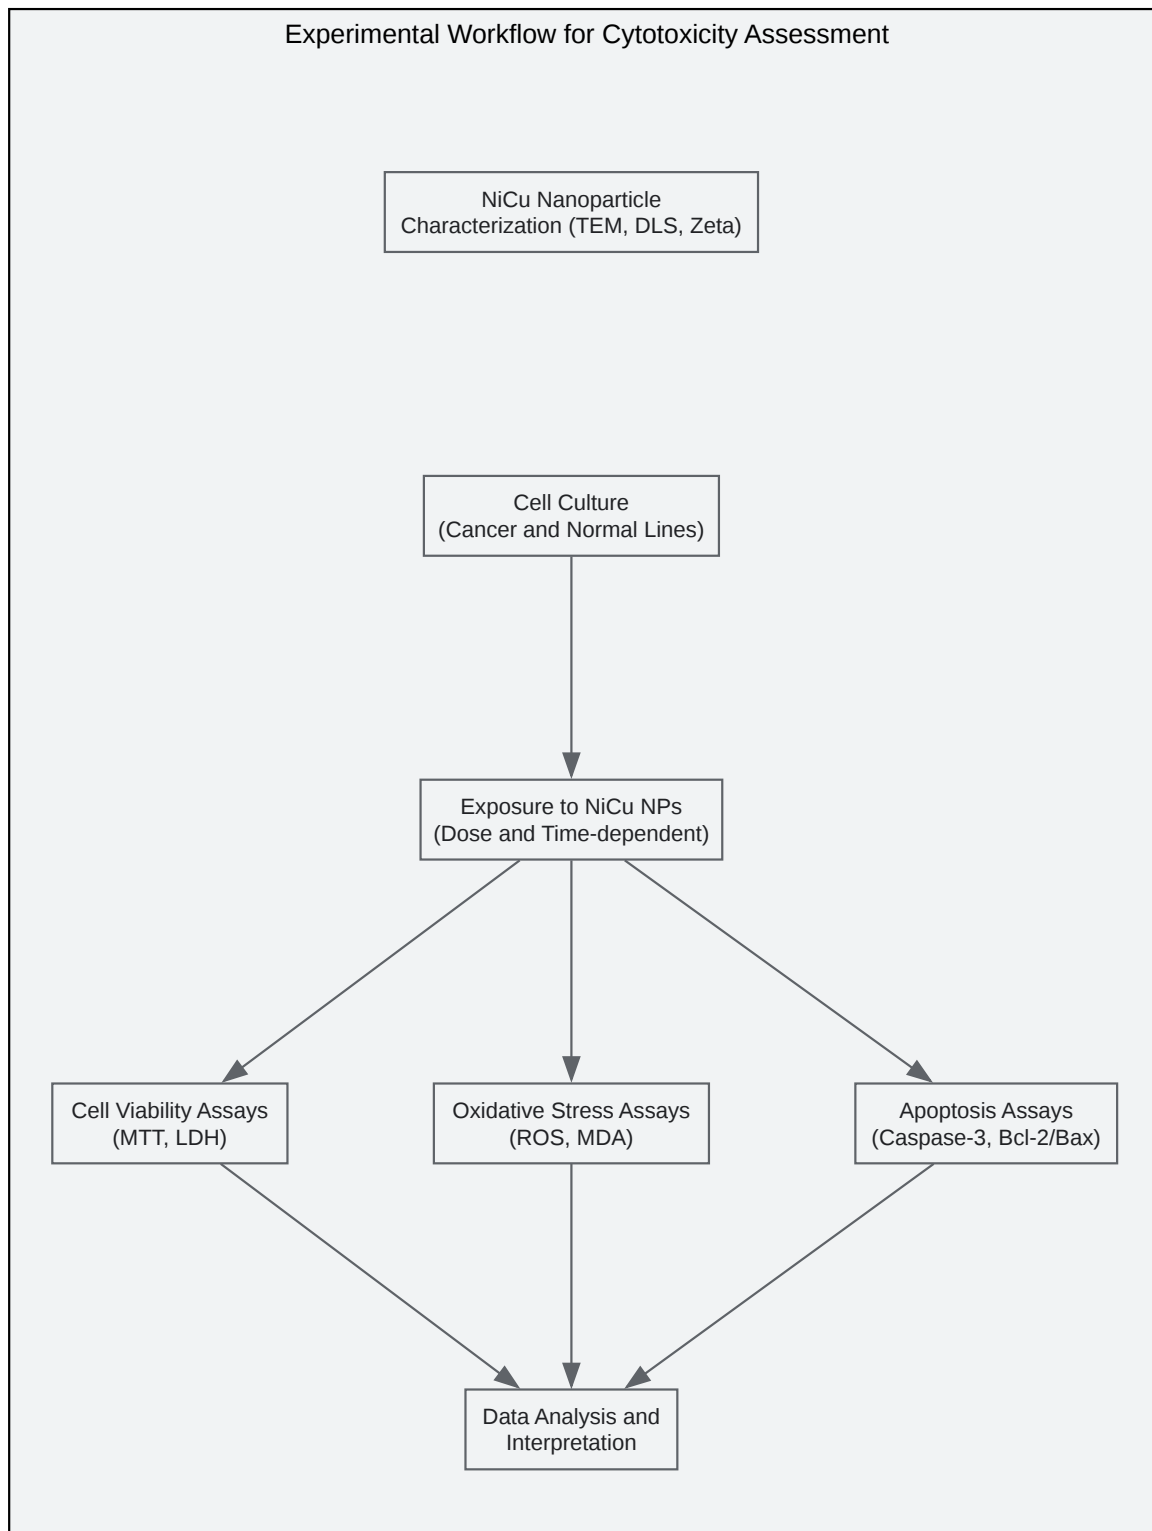 Experimental Workflow for Cytotoxicity Assessment
NiCu Nanoparticle
Characterization (TEM, DLS, Zeta)
Cell Culture
(Cancer and Normal Lines)
Exposure to NiCu NPs
(Dose and Time-dependent)
Cell Viability Assays
(MTT, LDH)
Oxidative Stress Assays
(ROS, MDA)
Apoptosis Assays
(Caspase-3, Bcl-2/Bax)
Data Analysis and
Interpretation